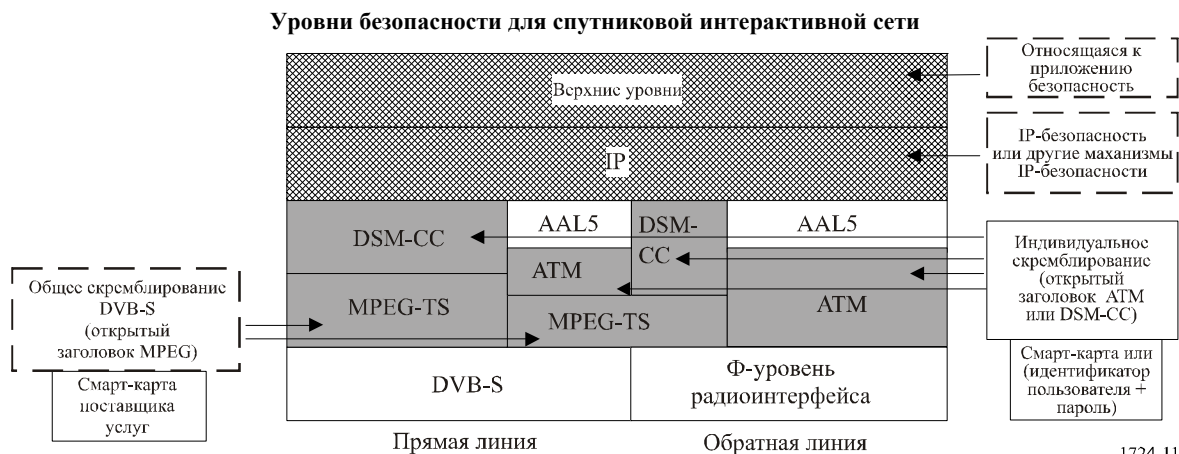 Уровни безопасности для спутниковой интерактивной сети
Относящаяся к
приложению
безопасность
Верхние уровни
IP-безопасность
или другие маханизмы
IP-безопасности
IP
DSM-CC
AAL5
DSM-
CC
AAL5
ATM
MPEG-TS
MPEG-TS
ATM
Индивидуальное
скремблирование
(открытый
заголовок ATM
или DSM-CC)
Общее скремблирование
DVB-S
(открытый
заголовок MPEG)
Смарт-карта
поставщика
услуг
DVB-S
Ф-уровень
радиоинтерфейса
Смарт-карта или
(идентификатор
пользователя +
пароль)
Прямая линия
Обратная линия
1724-11